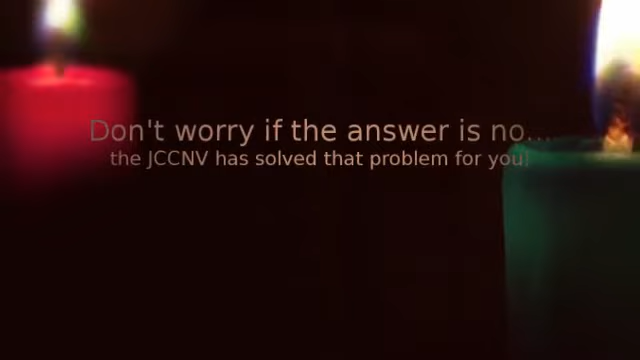 Don't worry if the answer is no...
the JCCNV has solved that problem for you!